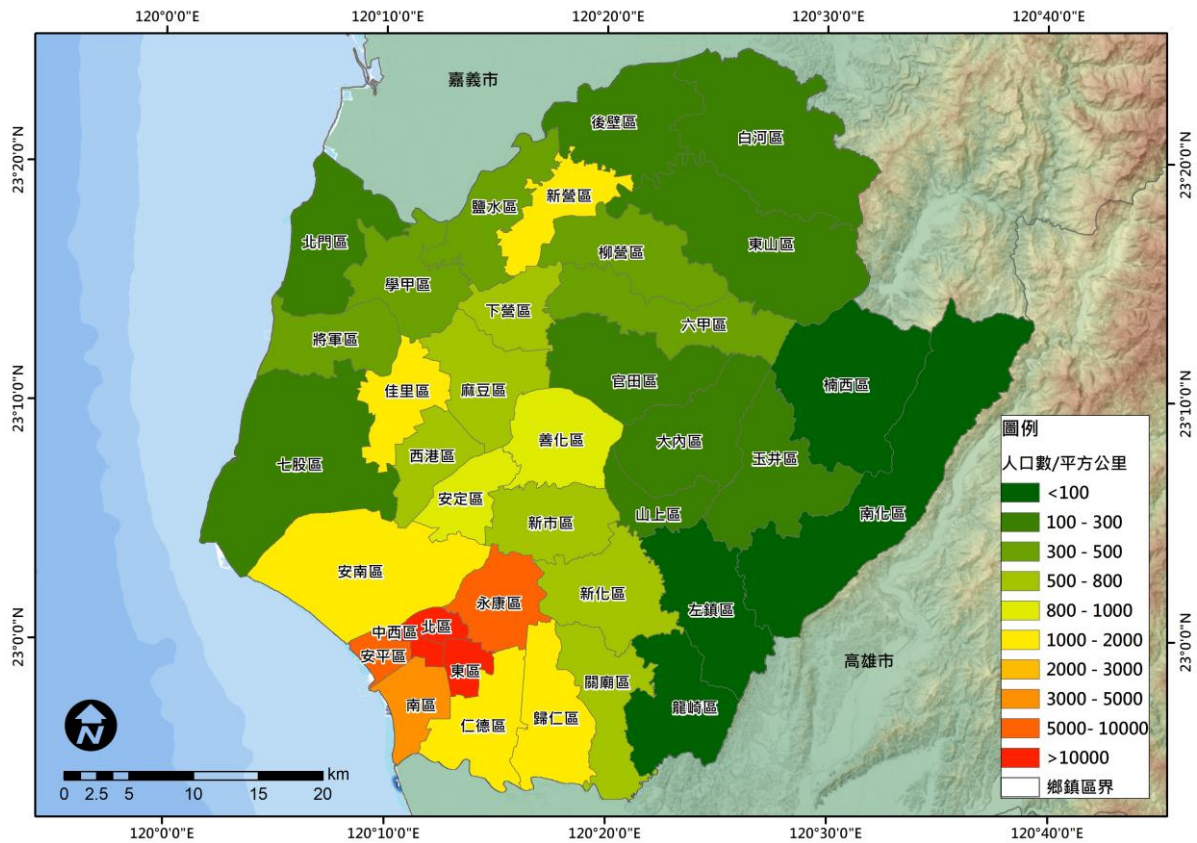 120°0'0"E
120°10'0"E
120°20'0"E
120°30'0"E
120°40'0"E
嘉義市
後壁區
白河區
23°20'0"N
23°20'0"N
新營區
鹽水區
北門區
東山區
柳營區
學甲區
下營區
六甲區
將軍區
官田區
楠西區
佳里區
麻豆區
23°10'0"N
23°10'0"N
善化區
大內區
西港區
七股區
玉井區
安定區
南化區
山上區
新市區
安南區
新化區
永康區
左鎮區
北區
中西區
23°0'0"N
23°0'0"N
安平區
高雄市
東區
關廟區
南區
龍崎區
歸仁區
仁德區
圖例
人口數/平方公里
<100
100 - 300
300 - 500
500 - 800
800 - 1000
1000 - 2000
2000 - 3000
3000 - 5000
5000- 10000
>10000
鄉鎮區界
N
km
0 2.5 5 10 15 20
120°0'0"E
120°10'0"E
120°20'0"E
120°30'0"E
120°40'0"E